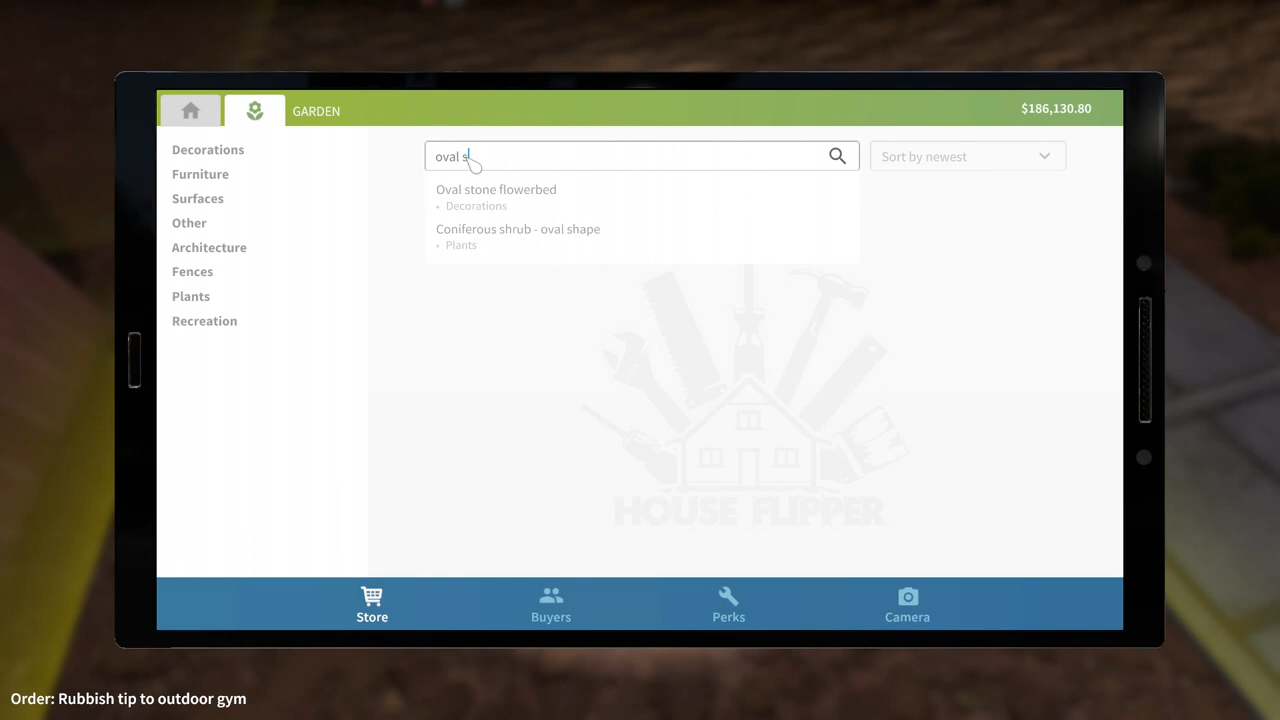 GARDEN
$186,130.80
Decorations
Furniture
Surfaces
Other
Architecture
Fences
Plants
Recreation
oval s
Sort by newest
Oval stone flowerbed
• Decorations
Coniferous shrub - oval shape
• Plants
HOUSE FLIPPER
Store
Buyers
Perks
Camera
Order: Rubbish tip to outdoor gym